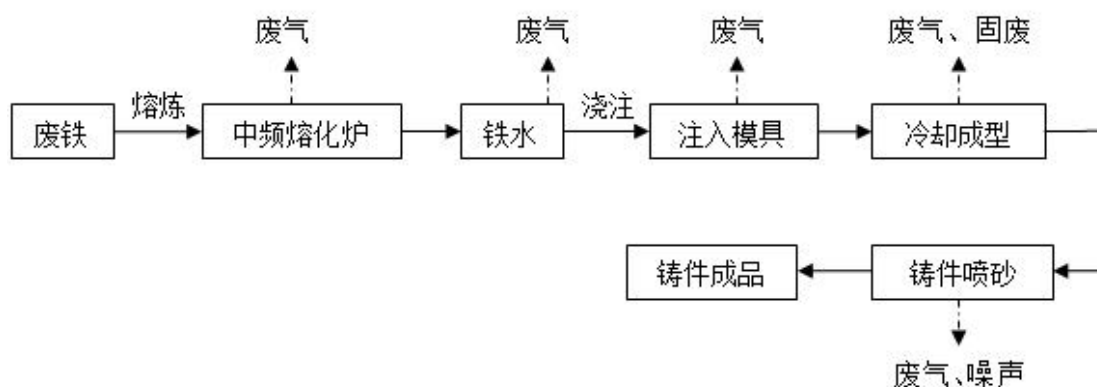 废气 废气 废气 废气、固废
熔炼 浇注
废铁 中频熔化炉 铁水 注入模具 冷却成型
铸件成品 铸件喷砂
废气、噪声